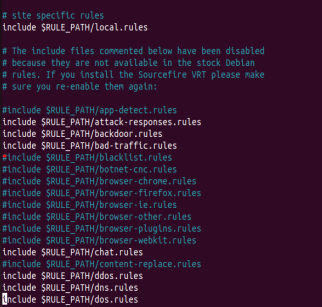 # site specific rules
include $RULE_PATH/local.rules
# The include files commented below have been disabled
# because they are not available in the stock Debian
# rules. If you install the Sourcefire VRT please make
# sure you re-enable them again:
#include $RULE_PATH/app-detect.rules
include $RULE_PATH/attack-responses.rules
include $RULE_PATH/backdoor.rules
include $RULE_PATH/bad-traffic.rules
#include $RULE_PATH/blacklist.rules
#include $RULE_PATH/botnet-cnc.rules
#include $RULE_PATH/browser-chrome.rules
#include $RULE_PATH/browser-firefox.rules
#include $RULE_PATH/browser-ie.rules
#include $RULE_PATH/browser-other.rules
#include $RULE_PATH/browser-plugins.rules
#include $RULE_PATH/browser-webkit.rules
include $RULE_PATH/chat.rules
#include $RULE_PATH/content-replace.rules
include $RULE_PATH/ddos.rules
include $RULE_PATH/dns.rules
include $RULE_PATH/dos.rules